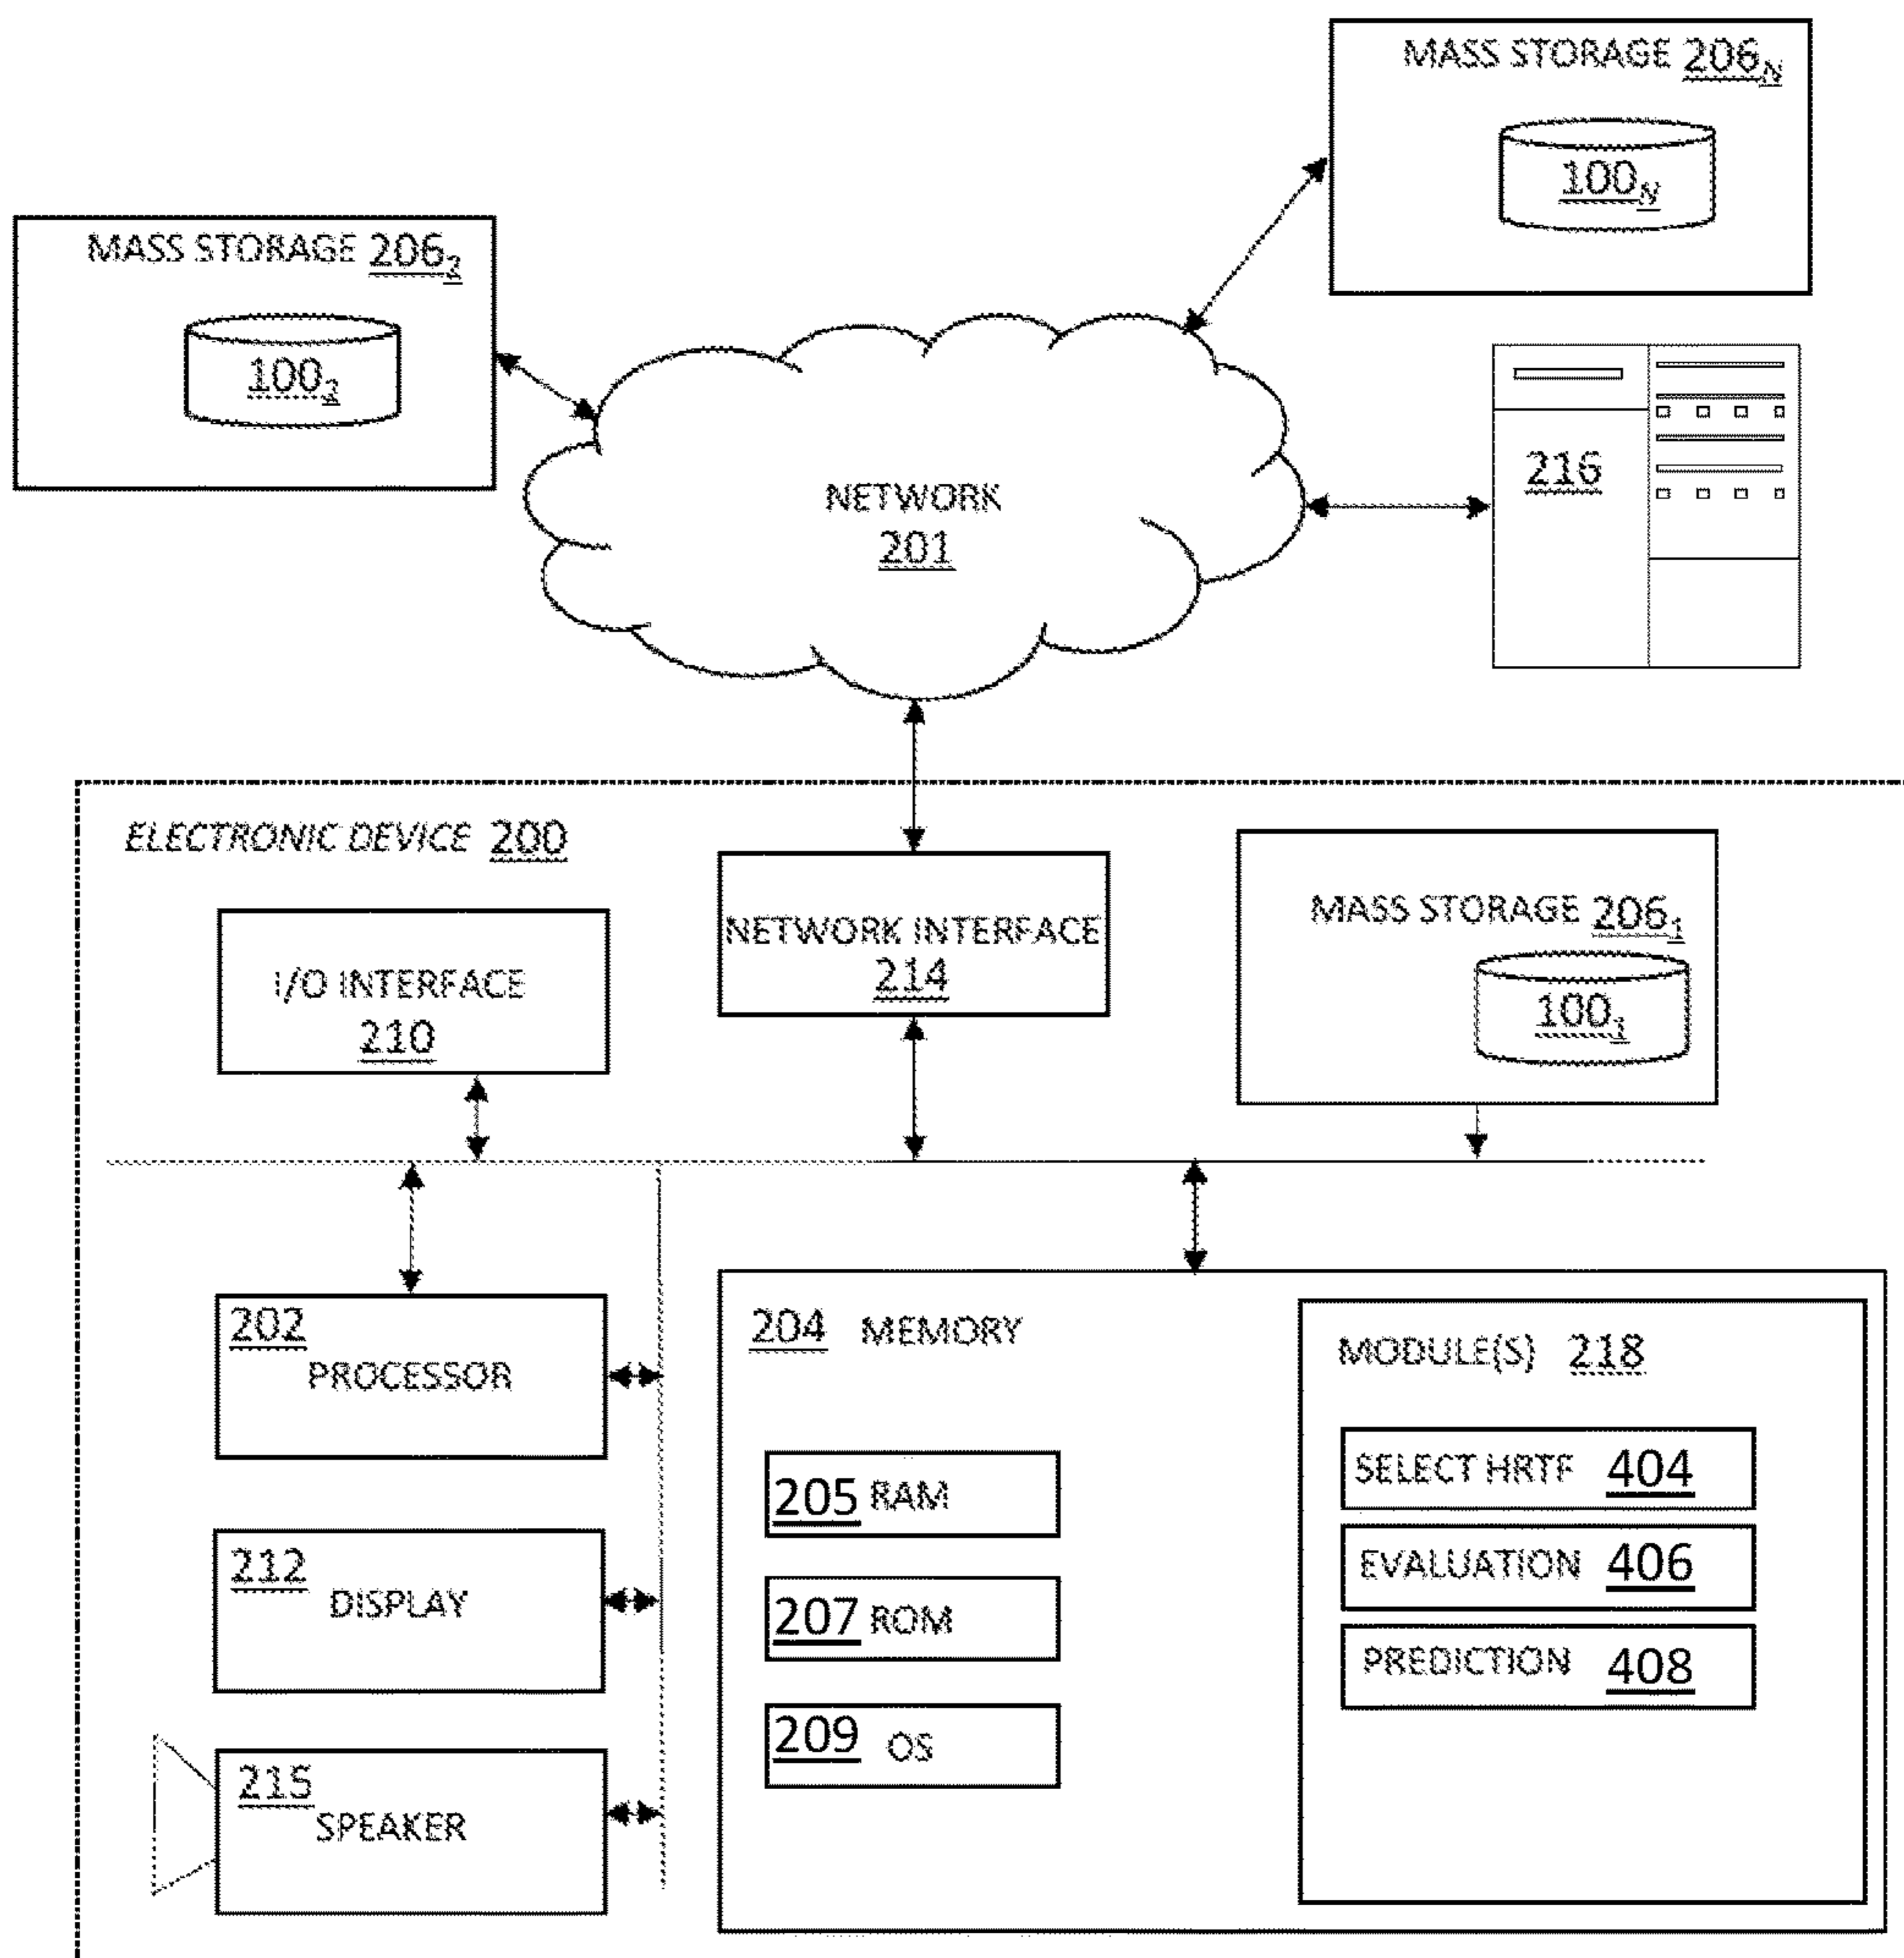 MASS STORAGE 206N
100N
MASS STORAGE 2062
1002
NETWORK
201
216
ELECTRONIC DEVICE 200
NETWORK INTERFACE
214
I/O INTERFACE
210
MASS STORAGE 2061
1001
202
PROCESSOR
212
DISPLAY
215
SPEAKER
204 MEMORY
205 RAM
207 ROM
209 OS
MODULE(S) 218
SELECT HRTF 404
EVALUATION 406
PREDICTION 408